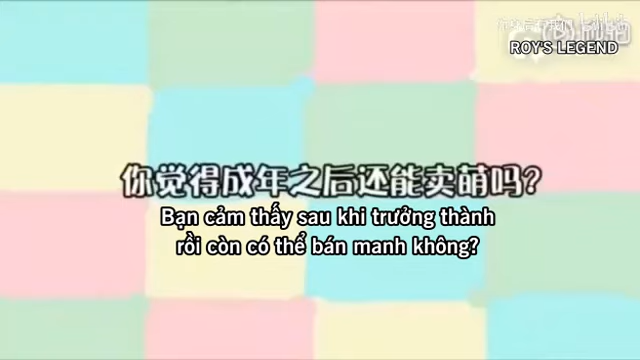 ROY'S LEGEND
你觉得成年之后还能卖萌吗?
Bạn cảm thấy sau khi trưởng thành
rồi còn có thể bán manh không?